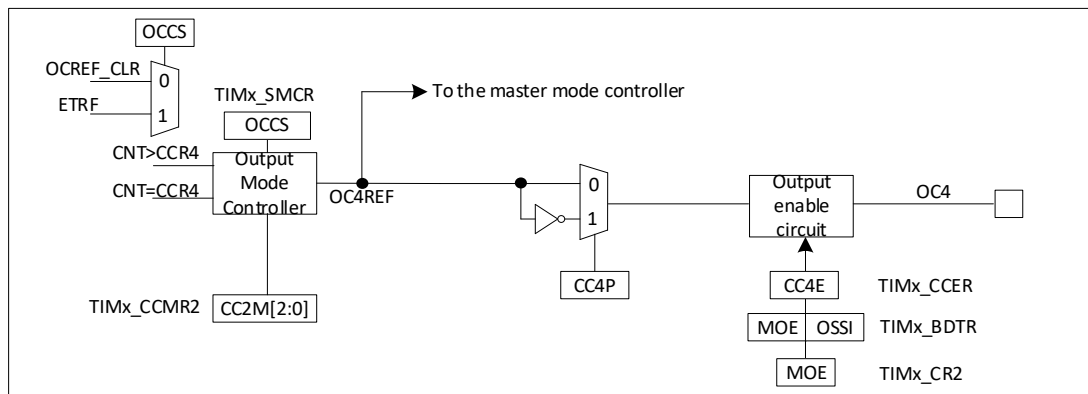 OCCS
OCREF_CLR
0
ETRF
1
To the master mode controller
TIMx_SMCR
OCCS
CNT>CCR4
CNT=CCR4
Output
Mode
Controller
OC4REF
0
1
CC4P
Output
enable
circuit
OC4
TIMx_CCMR2
CC2M[2:0]
CC4E
TIMx_CCER
MOE
OSSI
TIMx_BDTR
MOE
TIMx_CR2